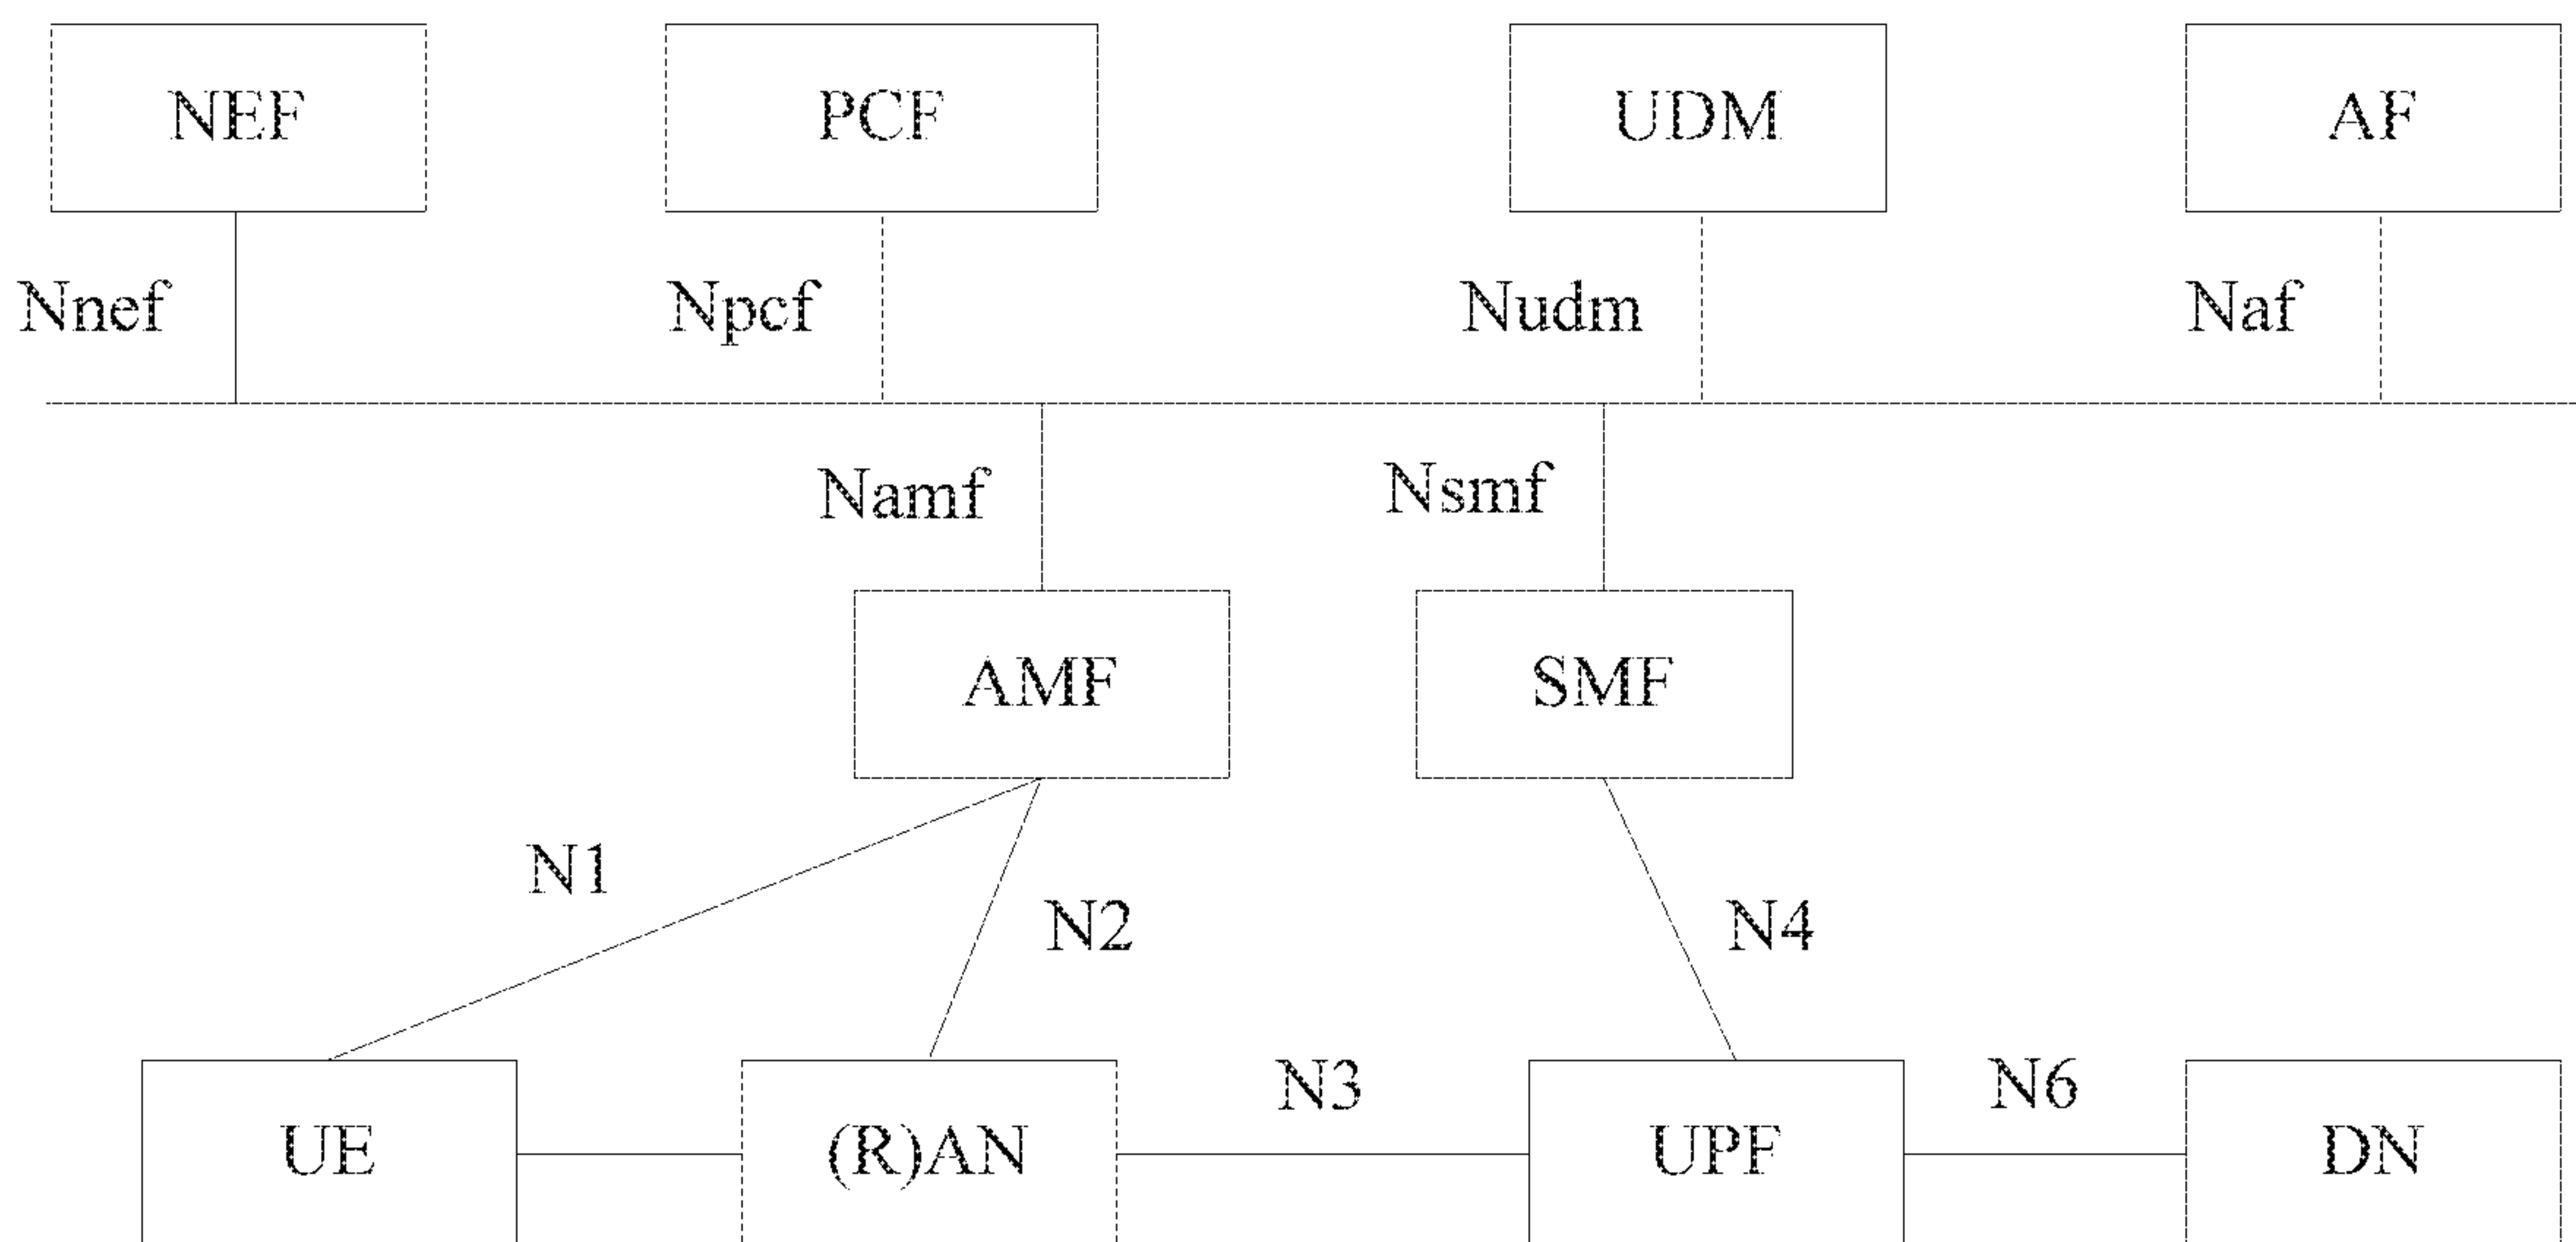 NEF PCF UDM AF
Nnef Npcf Nudm Naf
Namf Nsmf
AMF SMF
N1
N2 N4
N3 N6
UE (R)AN UPF DN